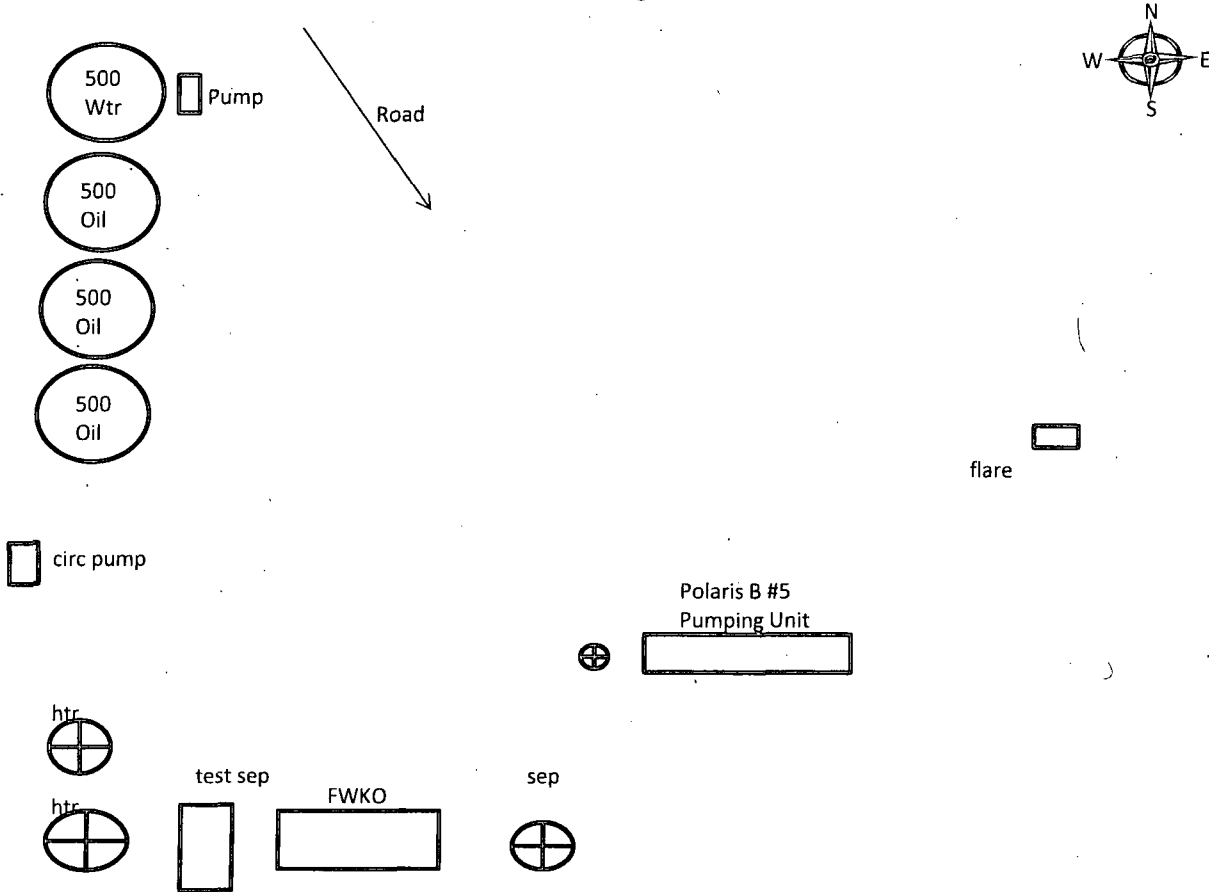 N
W
E
S
500
Wtr
Pump
Road
500
Oil
500
Oil
500
Oil
flare
circ pump
Polaris B #5
Pumping Unit
htr
test sep
sep
FWKO
htr